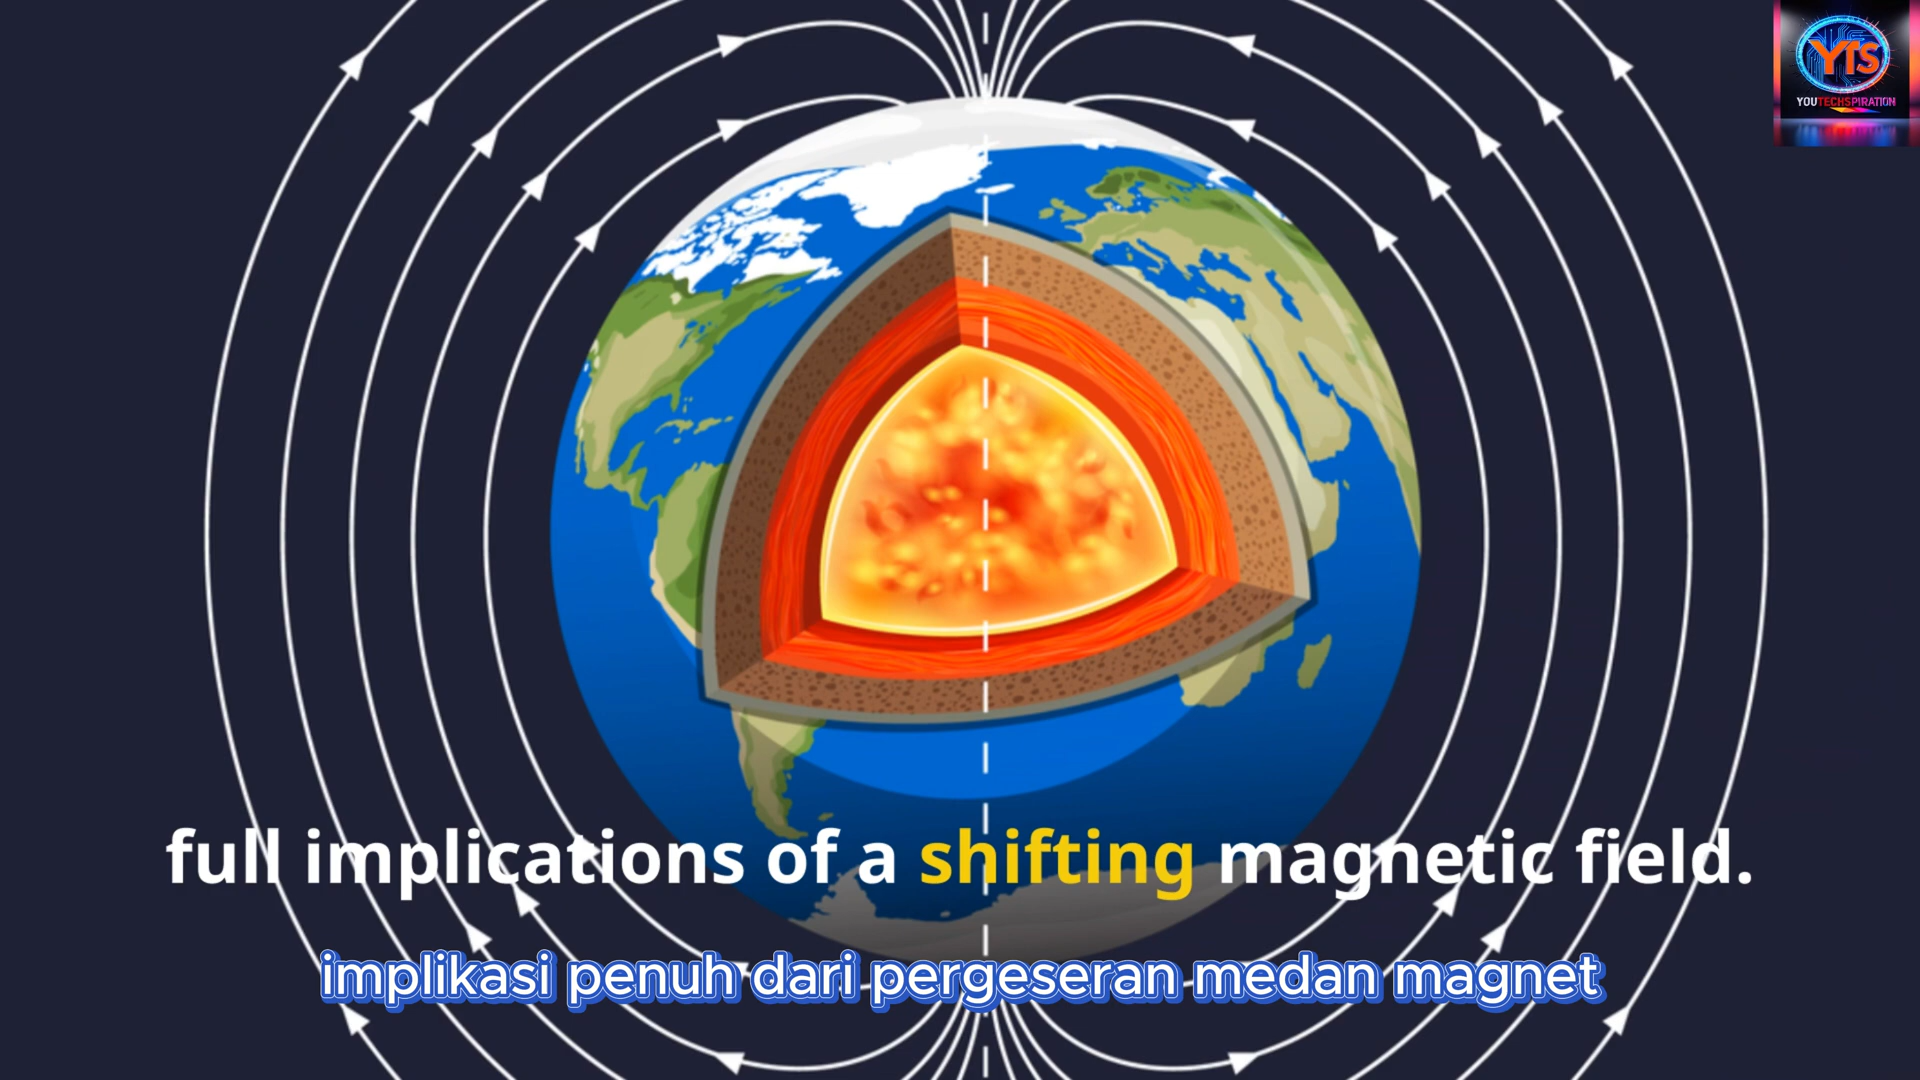 YTS
YOUTECHSPIRATION
full implications of a shifting magnetic field.
implikasi penuh dari pergeseran medan magnet